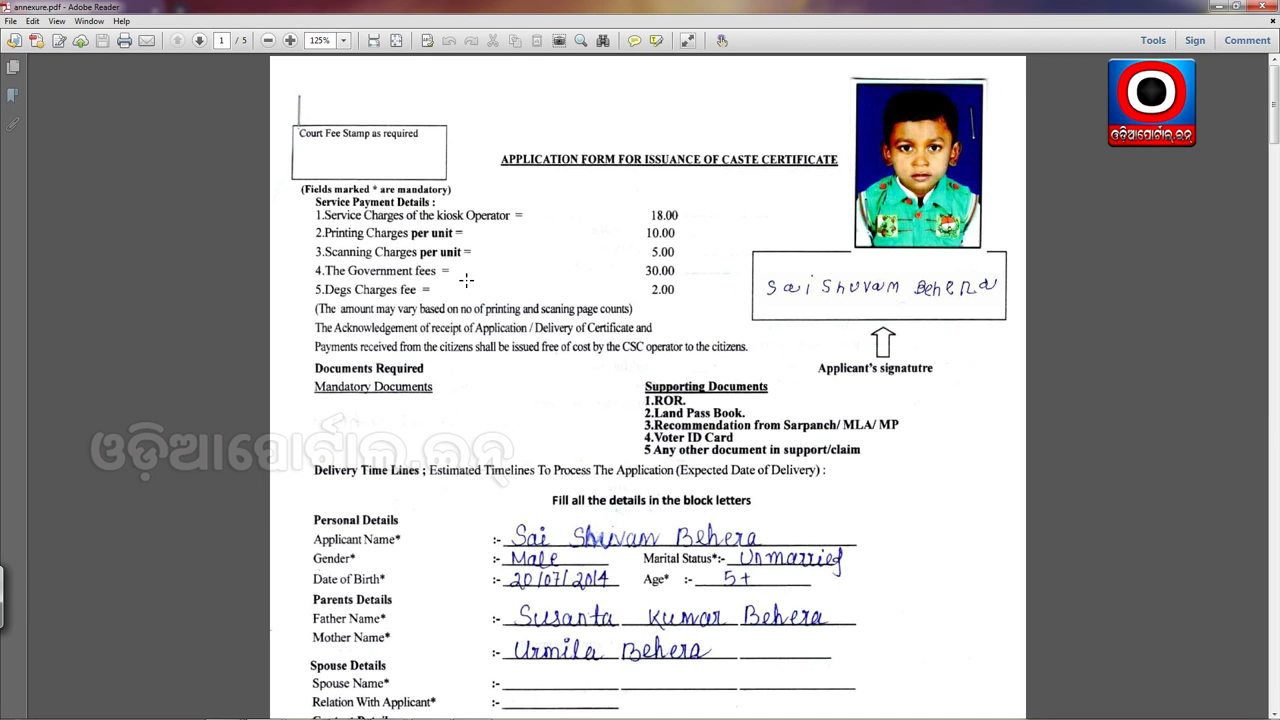 annexure.pdf - Adobe Reader
File Edit View Window Help
1 / 5 125% Tools Sign Comment
ଓଡ଼ିଆପୋର୍ଟାଲ.ଇନ୍
Court Fee Stamp as required
APPLICATION FORM FOR ISSUANCE OF CASTE CERTIFICATE
(Fields marked * are mandatory)
Service Payment Details :
1.Service Charges of the kiosk Operator = 18.00
2.Printing Charges per unit = 10.00
3.Scanning Charges per unit = 5.00
4.The Government fees = 30.00
5.Degs Charges fee = 2.00
(The amount may vary based on no of printing and scaning page counts)
The Acknowledgement of receipt of Application / Delivery of Certificate and
Payments received from the citizens shall be issued free of cost by the CSC operator to the citizens.
Sai Shuvam Behera
Applicant's signatutre
Documents Required
Mandatory Documents
Supporting Documents
1.ROR.
2.Land Pass Book.
3.Recommendation from Sarpanch/ MLA/ MP
4.Voter ID Card
5 Any other document in support/claim
ଓଡ଼ିଆପୋର୍ଟାଲ.ଇନ୍
Delivery Time Lines ; Estimated Timelines To Process The Application (Expected Date of Delivery) :
Fill all the details in the block letters
Personal Details
Applicant Name* :- Sai Shuvam Behera
Gender* :- Male Marital Status*:- Unmarried
Date of Birth* :- 20/07/2014 Age* :- 5+
Parents Details
Father Name* :- Susanta Kumar Behera
Mother Name* :- Urmila Behera
Spouse Details
Spouse Name* :-
Relation With Applicant* :-